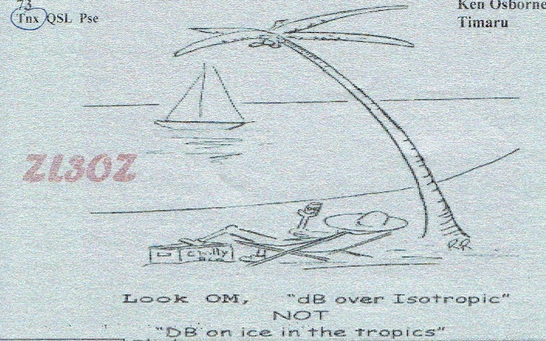 73
Tnx QSL Pse
Ken Osborne
Timaru
ZL3OZ
Chilly
RR
Look OM, "dB over Isotropic"
NOT
"DB on ice in the tropics"